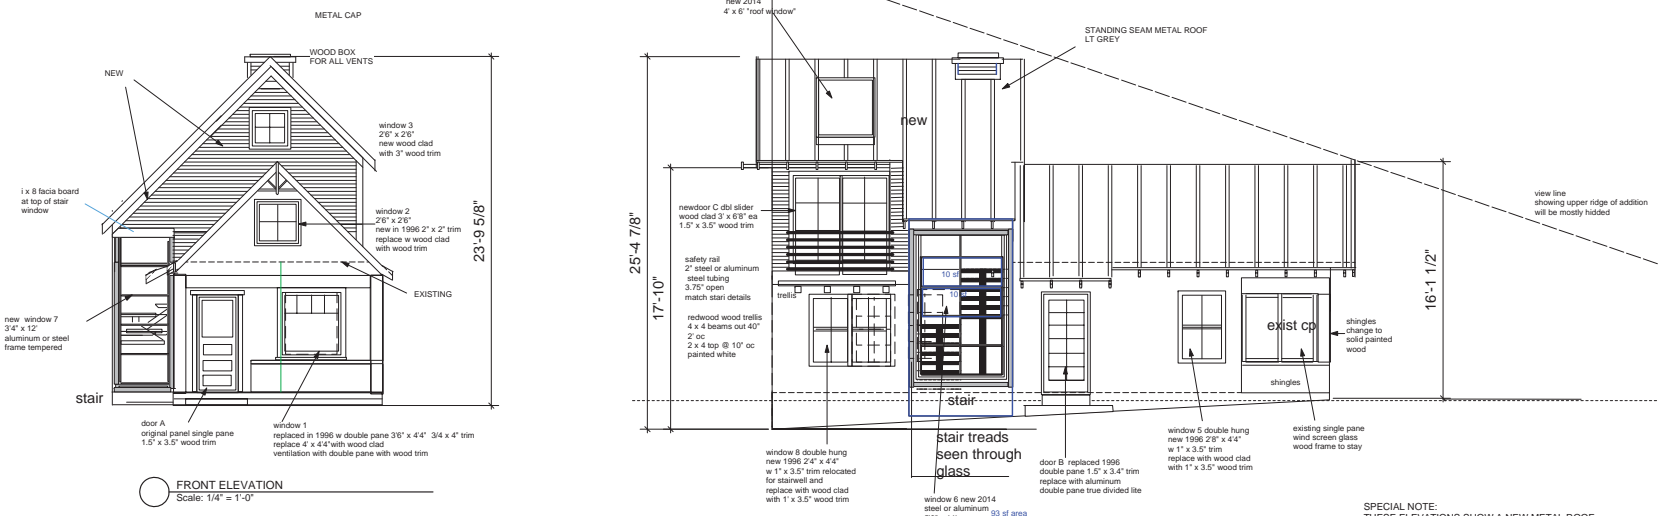 METAL CAP
WOOD BOX
FOR ALL VENTS
NEW
window 3
2'6" x 2'6"
new wood clad
with 3" wood trim
i x 8 facia board
at top of stair
window
window 2
2'6" x 2'6"
new in 1996 2" x 2" trim
replace w wood clad
with wood trim
23'-9 5/8"
EXISTING
new window 7
3'4" x 12'
aluminum or steel
frame tempered
stair
door A
original panel single pane
1.5" x 3.5" wood trim
window 1
replaced in 1996 w double pane 3'6" x 4'4" 3/4 x 4" trim
replace 4' x 4'4"with wood clad
ventilation with double pane with wood trim
FRONT ELEVATION
Scale: 1/4" = 1'-0"
new 2014
4' x 6' "roof window"
STANDING SEAM METAL ROOF
LT GREY
new
25'-4 7/8"
17'-10"
newdoor C dbl slider
wood clad 3' x 6'8" ea
1.5" x 3.5" wood trim
safety rail
2" steel or aluminum
steel tubing
3.75" open
match stari details
trellis
redwood wood trellis
4 x 4 beams out 40"
2' oc
2 x 4 top @ 10" oc
painted white
10 sf
10 sf
stair
stair treads
seen through
glass
window 8 double hung
new 1996 2'4" x 4'4"
w 1" x 3.5" trim relocated
for stairwell and
replace with wood clad
with 1' x 3.5" wood trim
window 6 new 2014
steel or aluminum
93 sf area
door B replaced 1996
double pane 1.5" x 3.4" trim
replace with aluminum
double pane true divided lite
window 5 double hung
new 1996 2'8" x 4'4"
w 1" x 3.5" trim
replace with wood clad
with 1" x 3.5" wood trim
exist cp
shingles
existing single pane
wind screen glass
wood frame to stay
shingles
change to
solid painted
wood
16'-1 1/2"
view line
showing upper ridge of addition
will be mostly hidded
SPECIAL NOTE:
THESE ELEVATIONS SHOW A NEW METAL ROOF